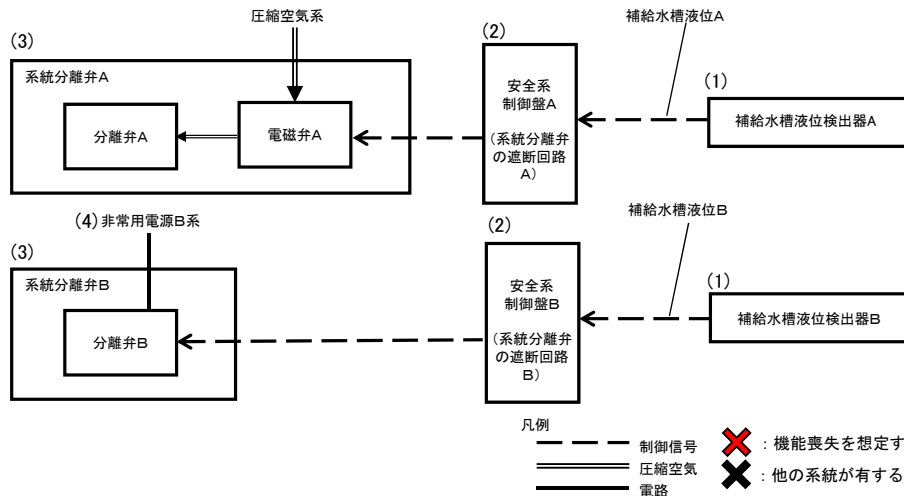 圧縮空気系
補給水槽液位A
(3)
(2)
(1)
系統分離弁A
分離弁A
電磁弁A
安全系
制御盤A
(系統分離弁
の遮断回路
A)
補給水槽液位検出器A
(4) 非常用電源B系
補給水槽液位B
(3)
(2)
(1)
系統分離弁B
分離弁B
安全系
制御盤B
(系統分離弁
の遮断回路
B)
補給水槽液位検出器B
凡例
制御信号
圧縮空気
電路
:機能喪失を想定す
:他の系統が有する